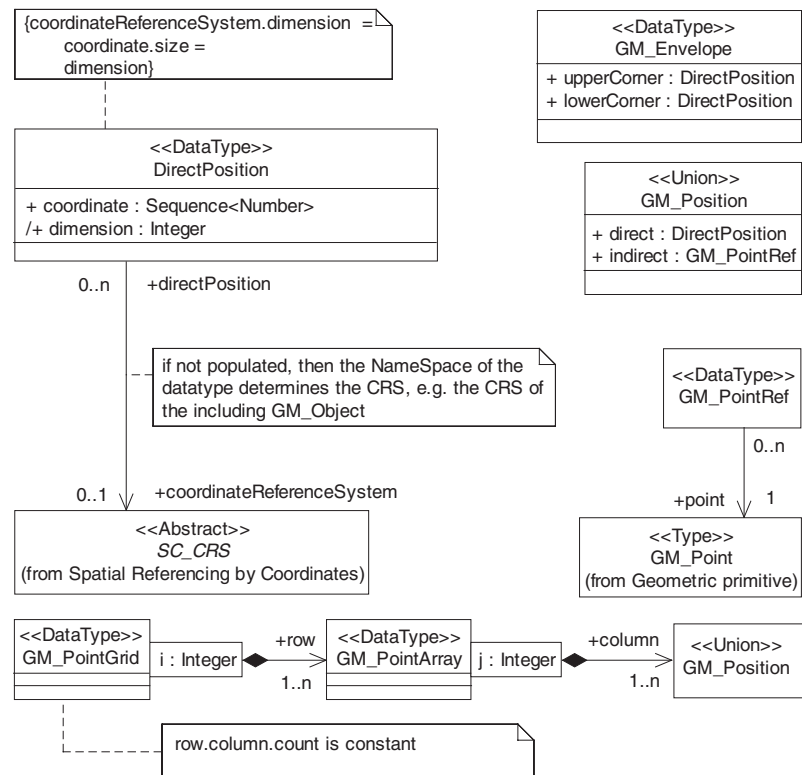 {coordinateReferenceSystem.dimension =
coordinate.size =
dimension}
<<DataType>>
GM_Envelope
+ upperCorner : DirectPosition
+ lowerCorner : DirectPosition
<<DataType>>
DirectPosition
+ coordinate : Sequence<Number>
/+ dimension : Integer
<<Union>>
GM_Position
+ direct : DirectPosition
+ indirect : GM_PointRef
0..n
+directPosition
if not populated, then the NameSpace of the
datatype determines the CRS, e.g. the CRS of
the including GM_Object
<<DataType>>
GM_PointRef
0..n
+point
1
0..1
+coordinateReferenceSystem
<<Abstract>>
SC_CRS
(from Spatial Referencing by Coordinates)
<<Type>>
GM_Point
(from Geometric primitive)
<<DataType>>
GM_PointGrid
i : Integer
+row
1..n
<<DataType>>
GM_PointArray
j : Integer
+column
1..n
<<Union>>
GM_Position
row.column.count is constant